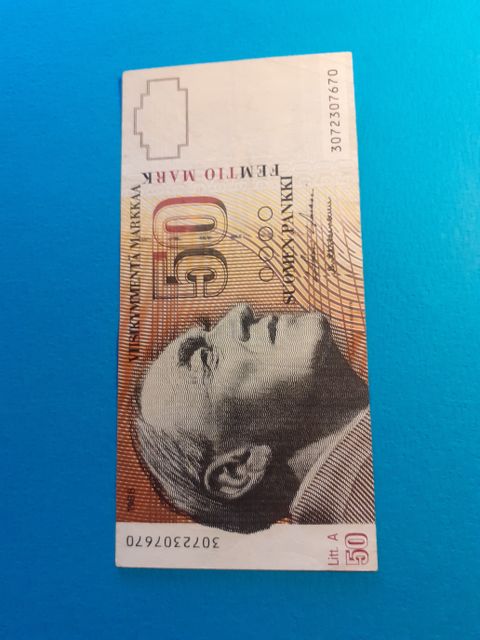 3072307670
FEMTIO MARK
VIISIKYMMENTÄ MARKKAA
50
SUOMEN PANKKI
3072307670
Litt. A
50